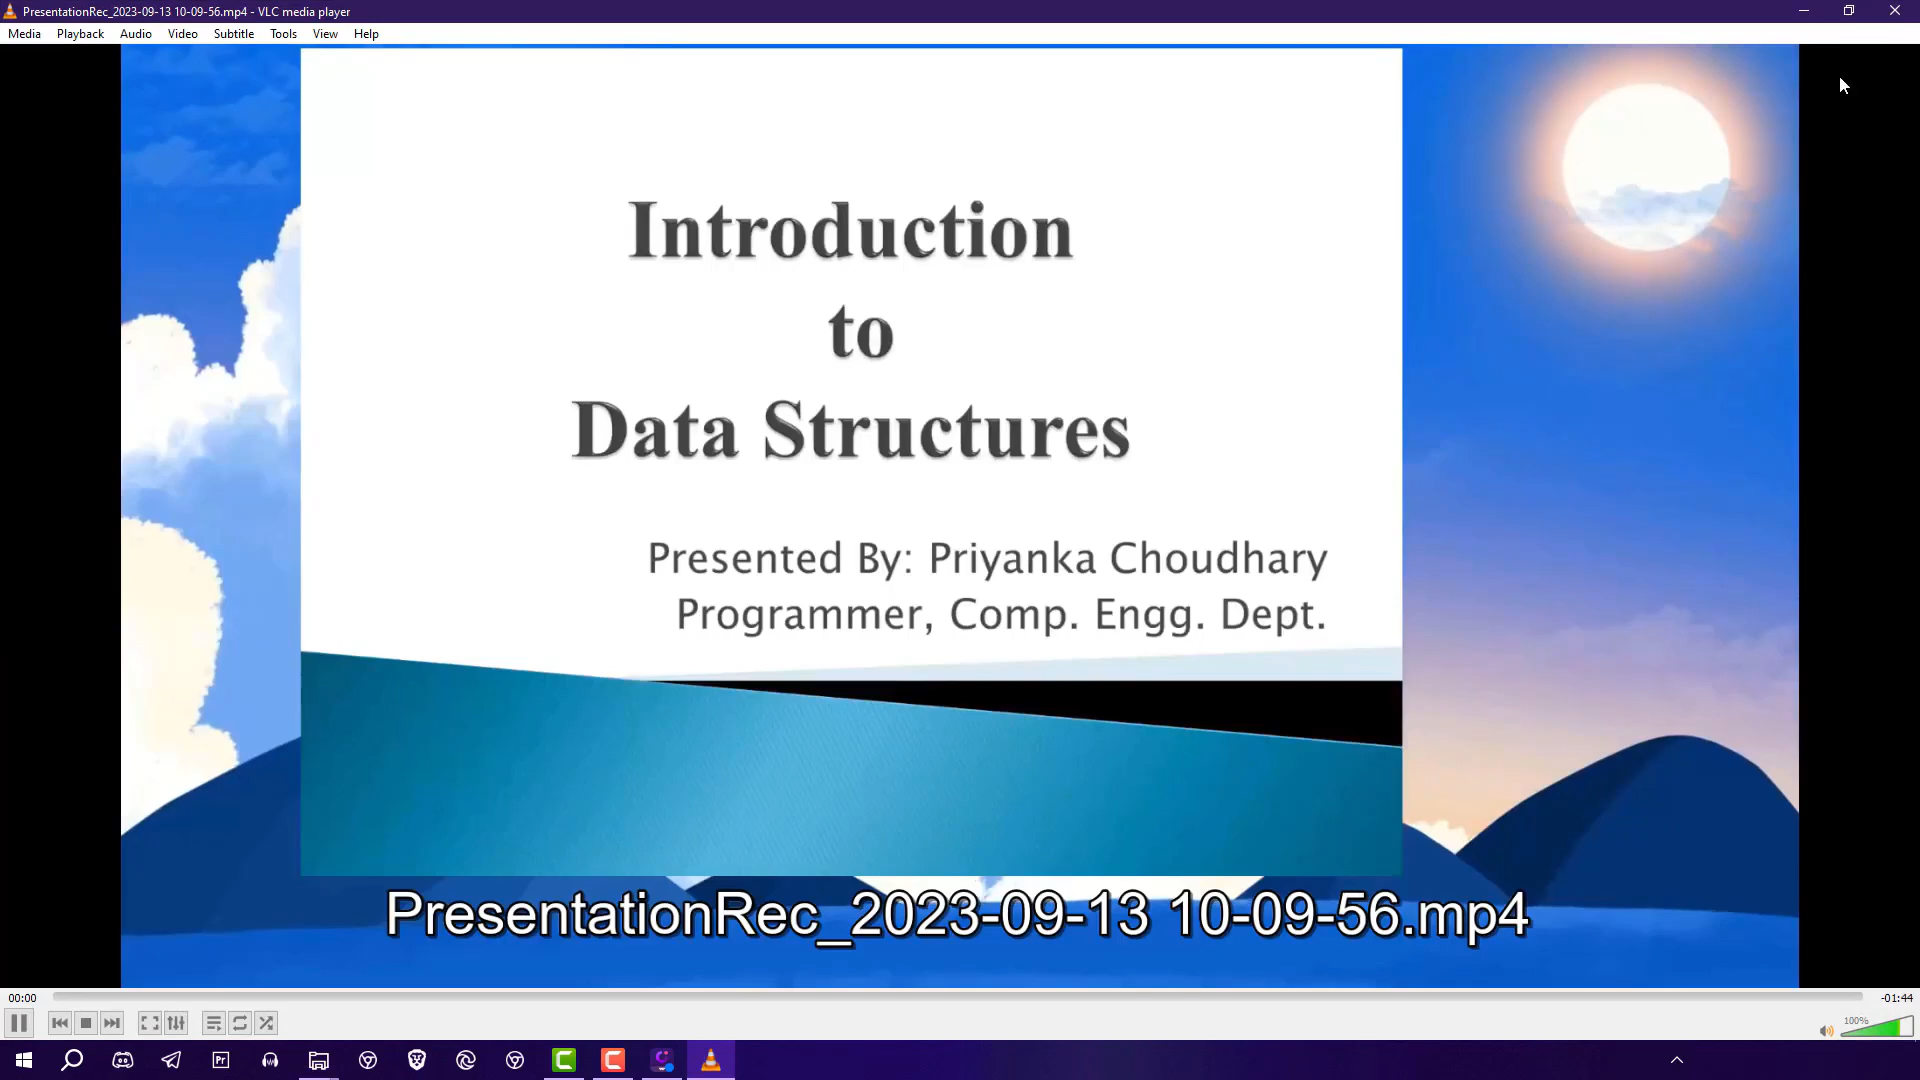 PresentationRec_2023-09-13 10-09-56.mp4 - VLC media player
Media Playback Audio Video Subtitle Tools View Help
Introduction
to
Data Structures
Presented By: Priyanka Choudhary
Programmer, Comp. Engg. Dept.
PresentationRec_2023-09-13 10-09-56.mp4
00:00 -01:44
100%
Pr